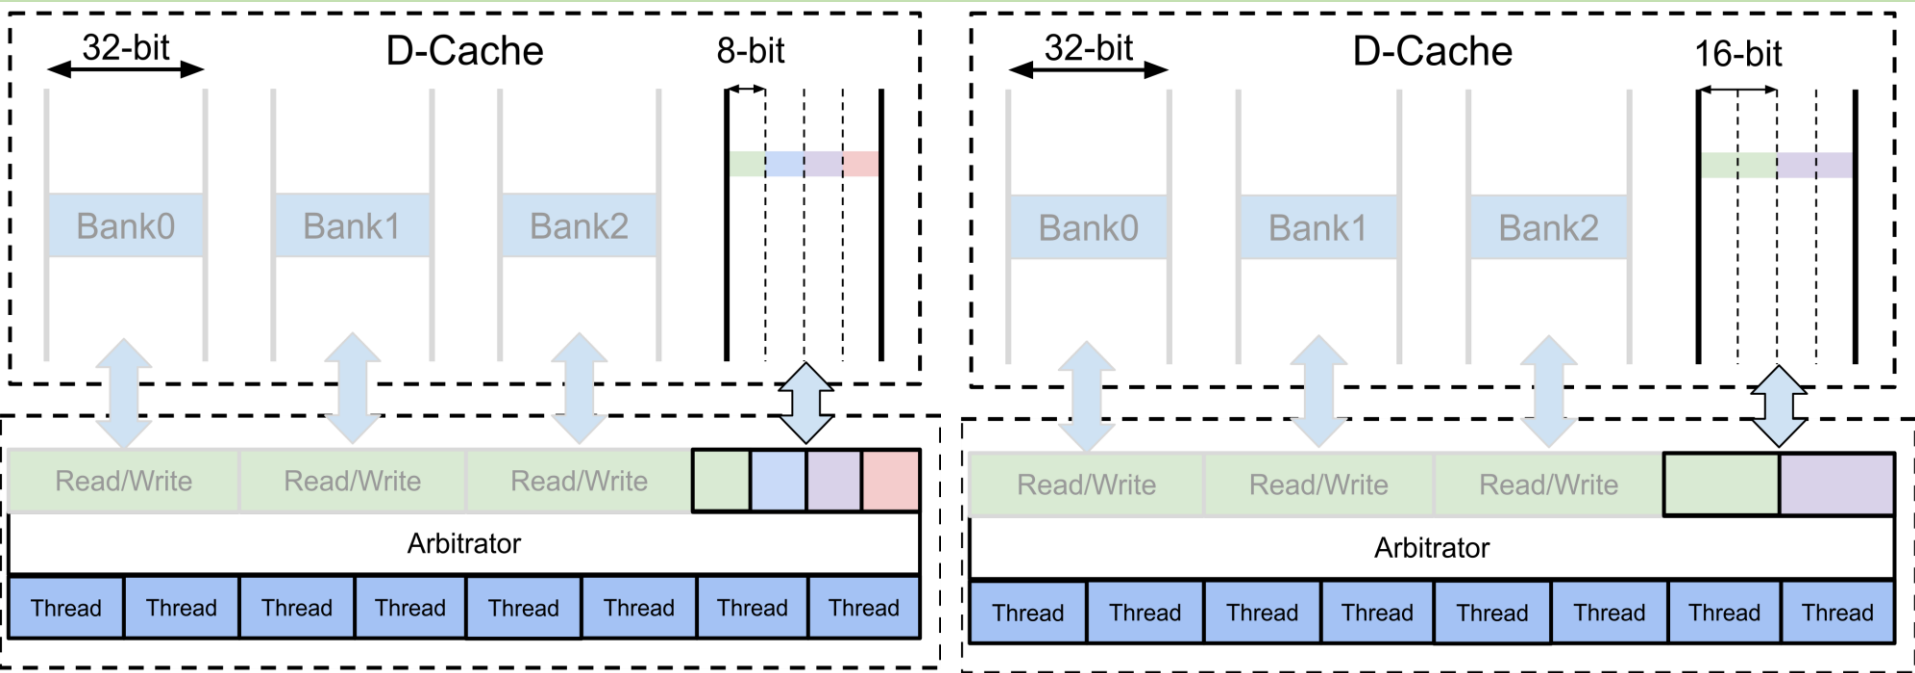 32-bit
D-Cache
8-bit
Bank0
Bank1
Bank2
Read/Write
Read/Write
Read/Write
Arbitrator
Thread
Thread
Thread
Thread
Thread
Thread
Thread
Thread
32-bit
D-Cache
16-bit
Bank0
Bank1
Bank2
Read/Write
Read/Write
Read/Write
Arbitrator
Thread
Thread
Thread
Thread
Thread
Thread
Thread
Thread